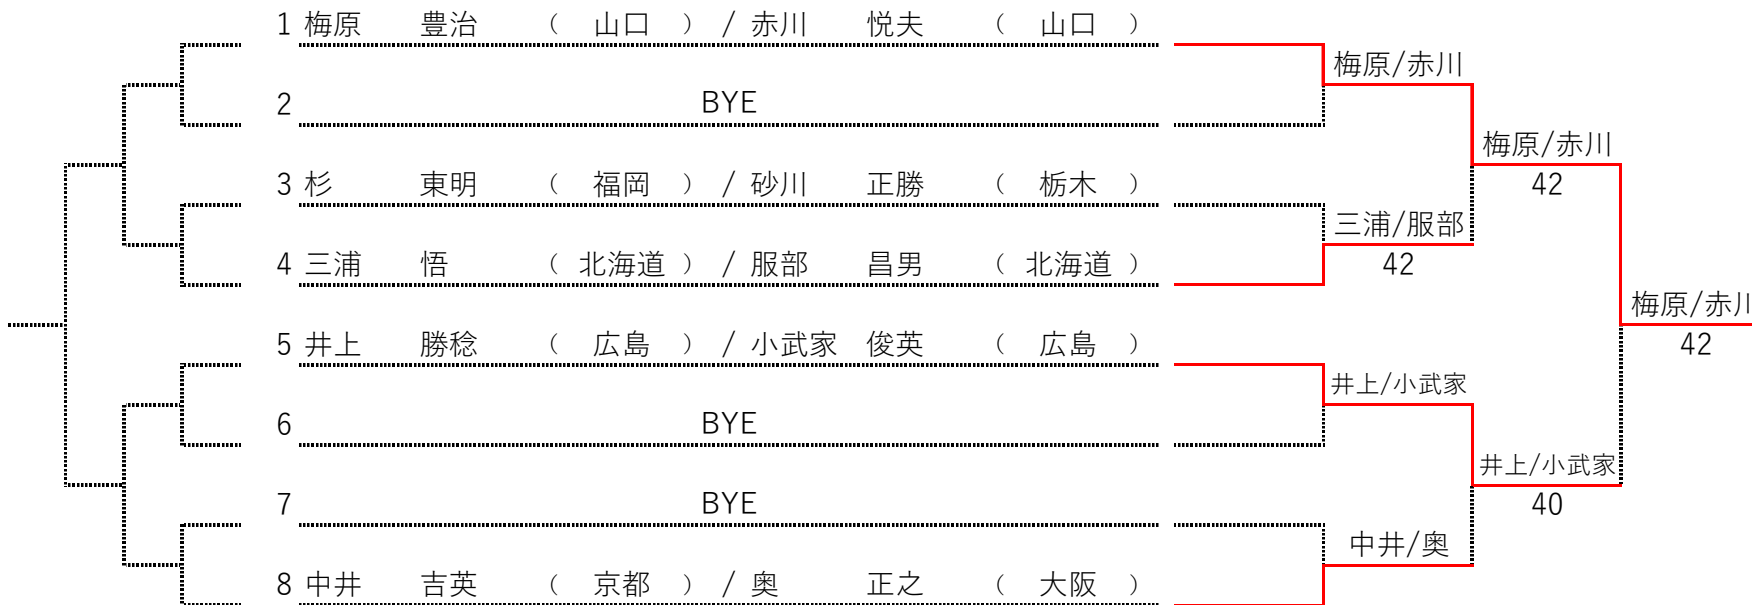 1 梅原 豊治 ( 山口 ) / 赤川 悦夫 ( 山口 )
梅原/赤川
2 BYE
梅原/赤川
42
3 杉 東明 ( 福岡 ) / 砂川 正勝 ( 栃木 )
三浦/服部
42
4 三浦 悟 ( 北海道 ) / 服部 昌男 ( 北海道 )
梅原/赤川
42
5 井上 勝稔 ( 広島 ) / 小武家 俊英 ( 広島 )
井上/小武家
6 BYE
井上/小武家
40
7 BYE
中井/奥
8 中井 吉英 ( 京都 ) / 奥 正之 ( 大阪 )